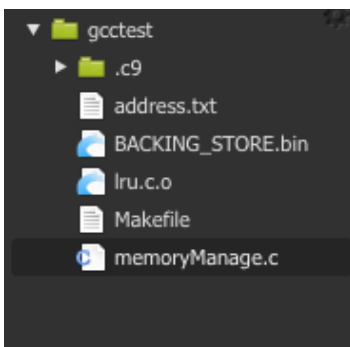 gcctest
.c9
address.txt
BACKING_STORE.bin
lru.c.o
Makefile
memoryManage.c